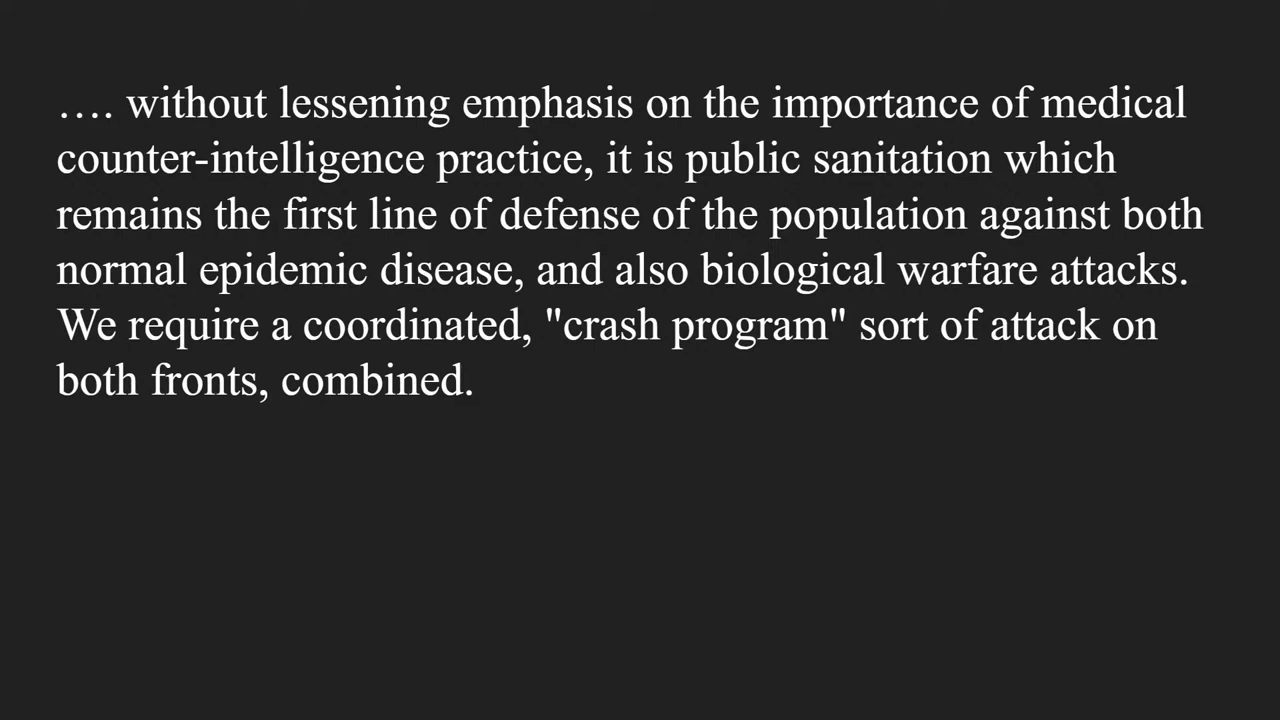 …. without lessening emphasis on the importance of medical
counter-intelligence practice, it is public sanitation which
remains the first line of defense of the population against both
normal epidemic disease, and also biological warfare attacks.
We require a coordinated, "crash program" sort of attack on
both fronts, combined.